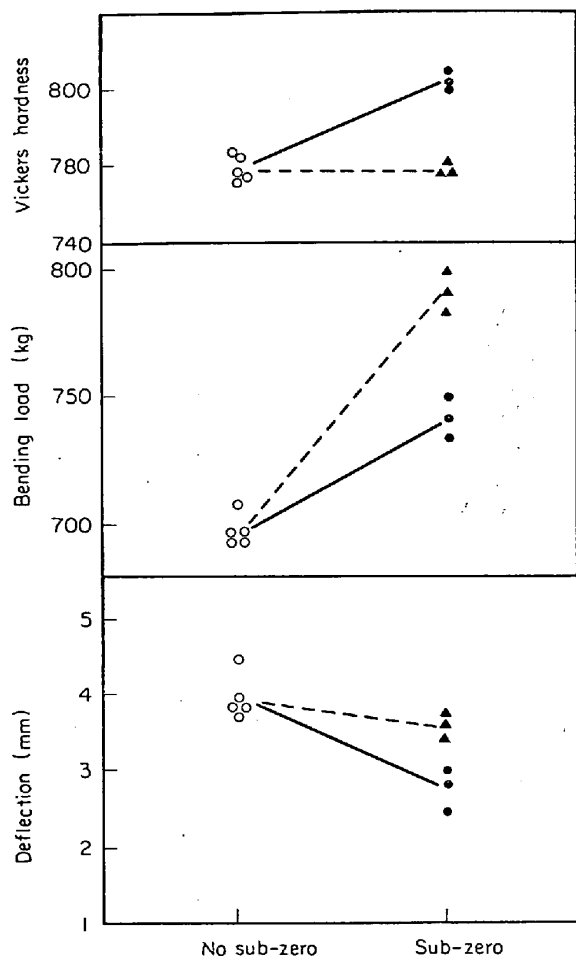 Vickers hardness
800
780
740
Bending load (kg)
800
750
700
Deflection (mm)
5
4
3
2
1
No sub-zero Sub-zero